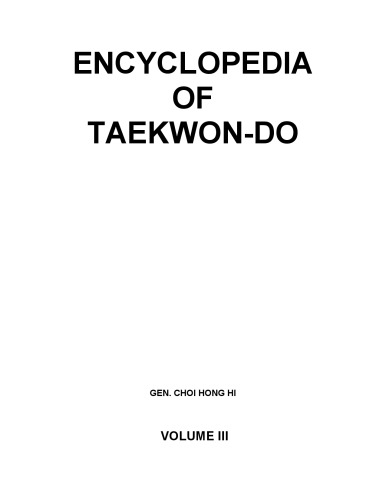 ENCYCLOPEDIA
OF
TAEKWON-DO
GEN. CHOI HONG HI
VOLUME III